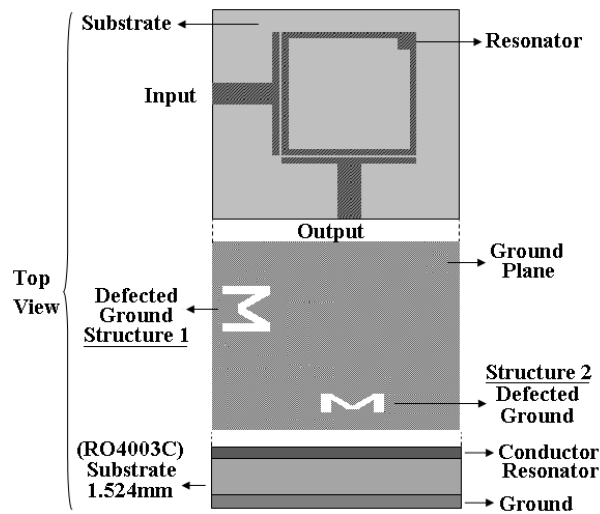 Substrate
Resonator
Input
Output
Top
View
Ground
Plane
Defected
Ground
Structure 1
Structure 2
Defected
Ground
(RO4003C)
Substrate
1.524mm
Conductor
Resonator
Ground